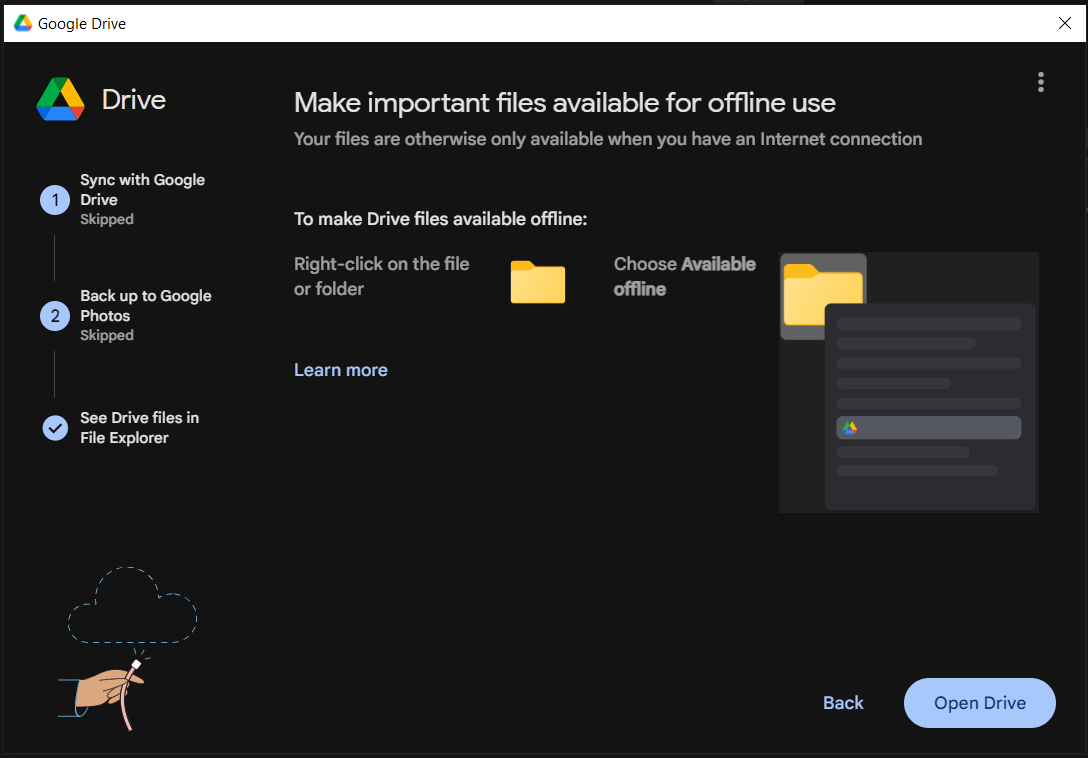 Google Drive
Drive
Make important files available for offline use
Your files are otherwise only available when you have an Internet connection
1
Sync with Google
Drive
Skipped
2
Back up to Google
Photos
Skipped
See Drive files in
File Explorer
To make Drive files available offline:
Right-click on the file
or folder
Choose Available
offline
Learn more
Back
Open Drive